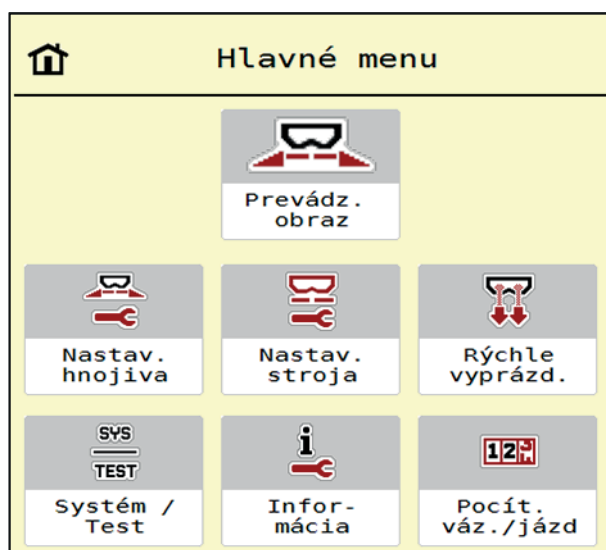 Hlavné menu
Prevádz.
obraz
Nastav.
hnojiva
Nastav.
stroja
Rýchle
vyprázd.
SYS
TEST
Systém /
Test
i
Infor-
mácia
12
Pocít.
váz./jázd